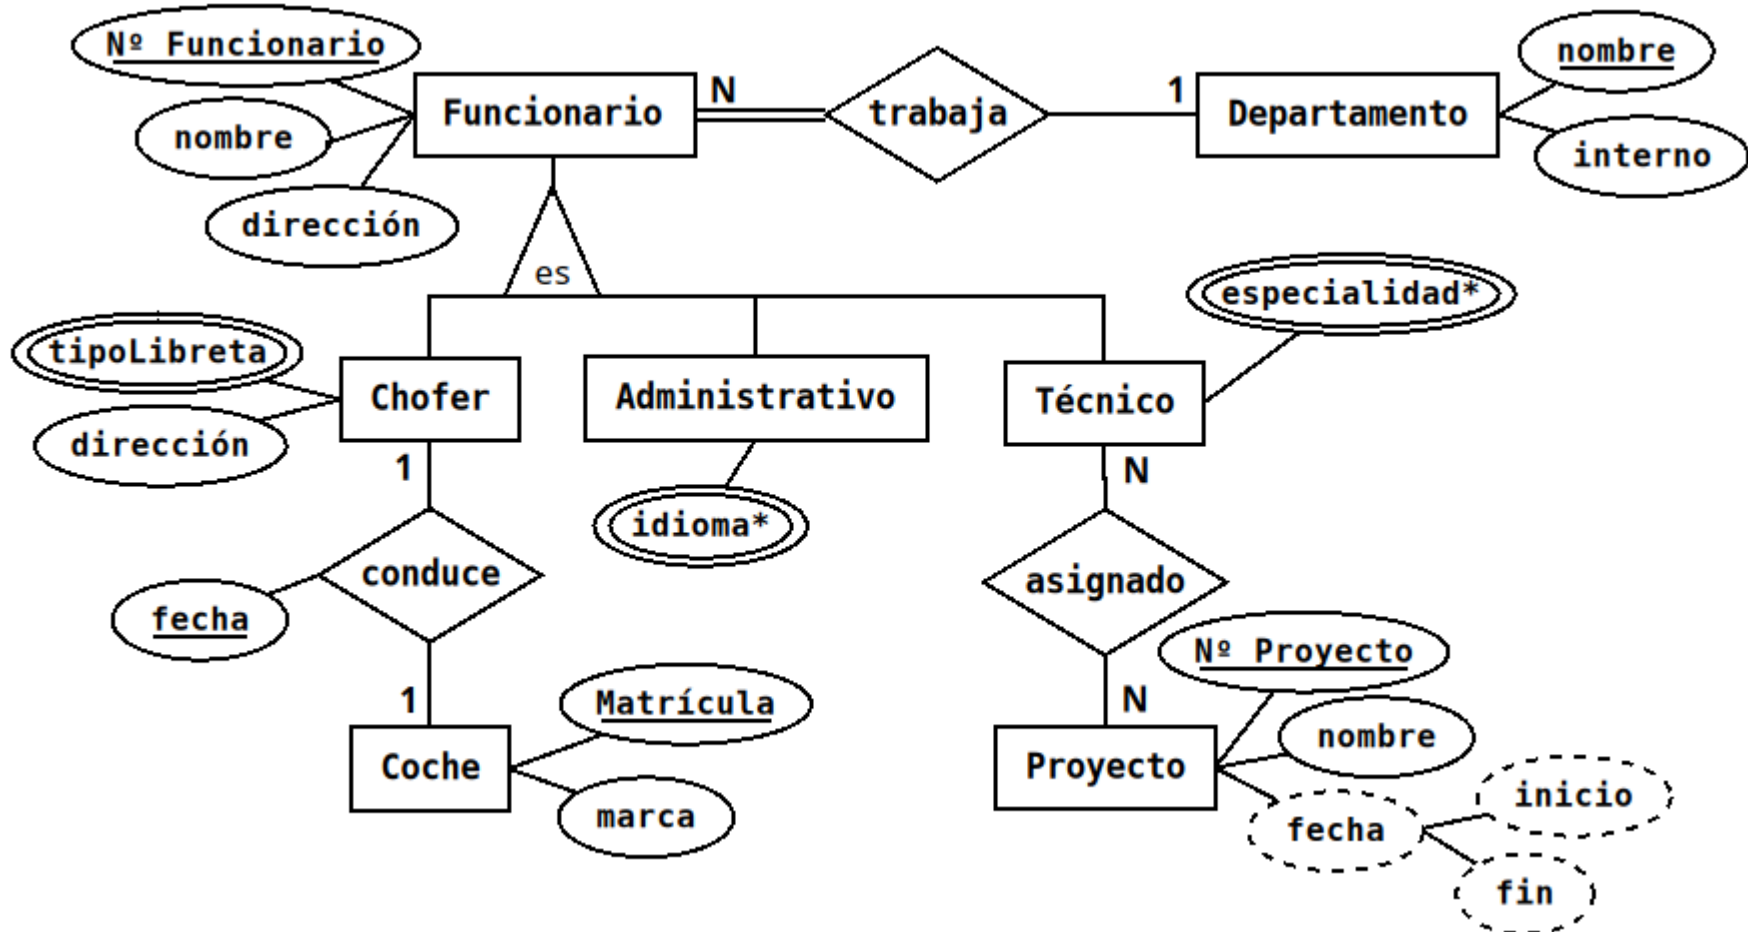 Nº Funcionario
nombre
dirección
Funcionario
N
trabaja
1
Departamento
nombre
interno
es
tipoLibreta
dirección
Chofer
Administrativo
idioma*
Técnico
especialidad*
1
conduce
fecha
1
Coche
Matrícula
marca
N
asignado
N
Proyecto
Nº Proyecto
nombre
fecha
inicio
fin